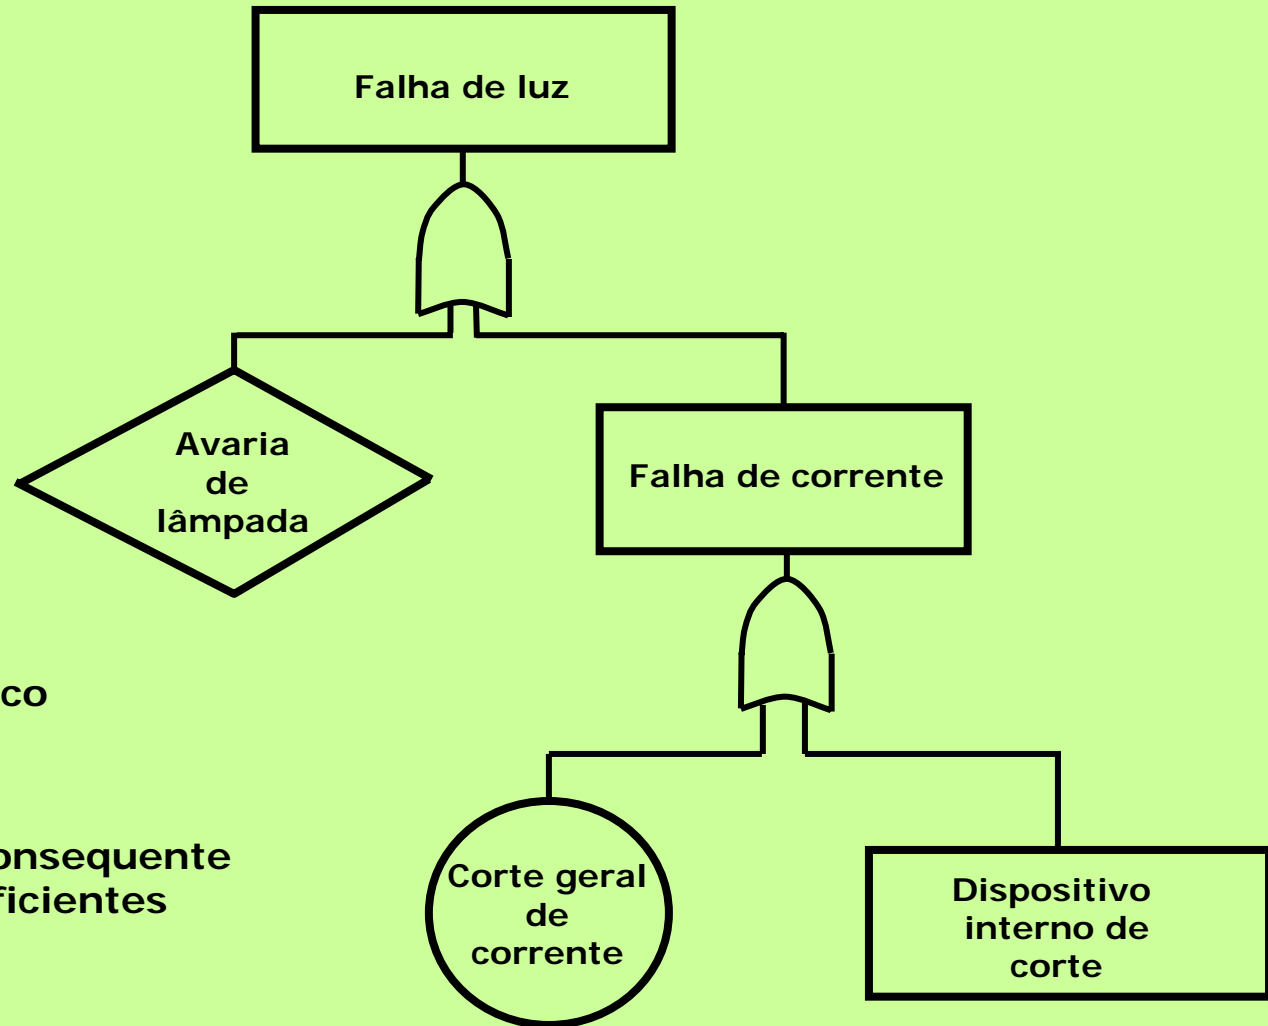 Falha de luz
Avaria
de
lâmpada
Falha de corrente
co
onsequente
ficientes
Corte geral
de
corrente
Dispositivo
interno de
corte